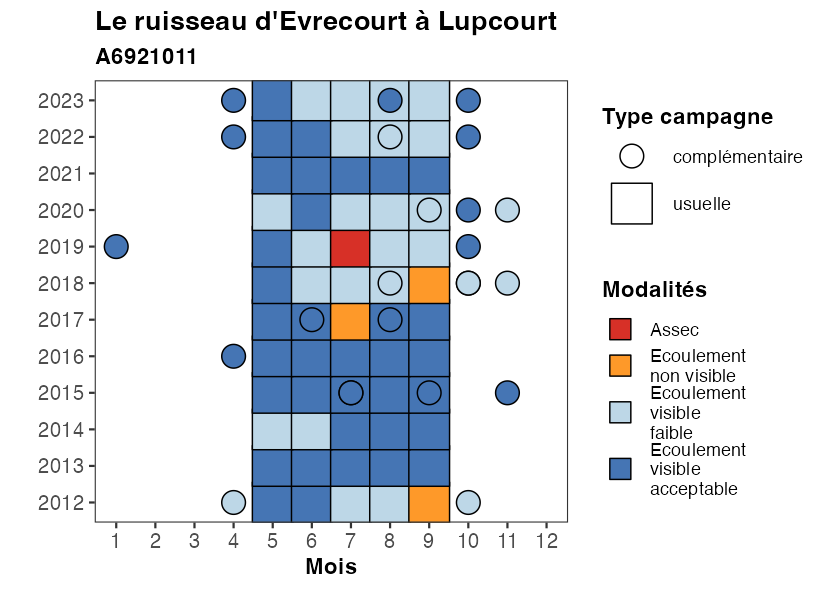 Le ruisseau d'Evrecourt à Lupcourt
A6921011
2023
2022
2021
2020
2019
2018
2017
2016
2015
2014
2013
2012
1 2 3 4 5 6 7 8 9 10 11 12
Mois
Type campagne
complémentaire
usuelle
Modalités
Assec
Ecoulement
non visible
Ecoulement
visible
faible
Ecoulement
visible
acceptable